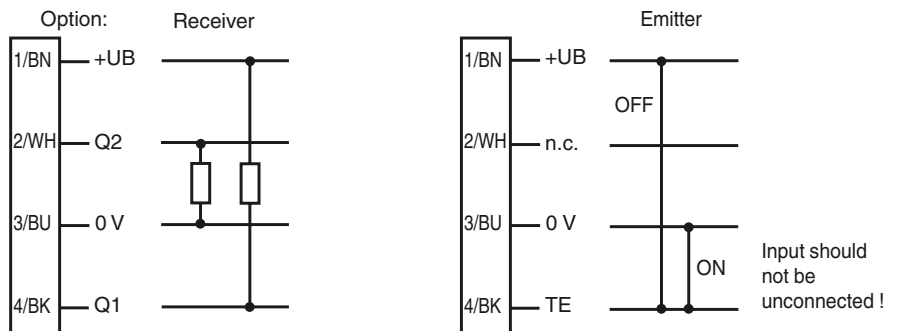 Option: Receiver
1/BN +UB
2/WH Q2
3/BU 0 V
4/BK Q1
Emitter
1/BN +UB
OFF
2/WH n.c.
3/BU 0 V
ON
4/BK TE
Input should
not be
unconnected !